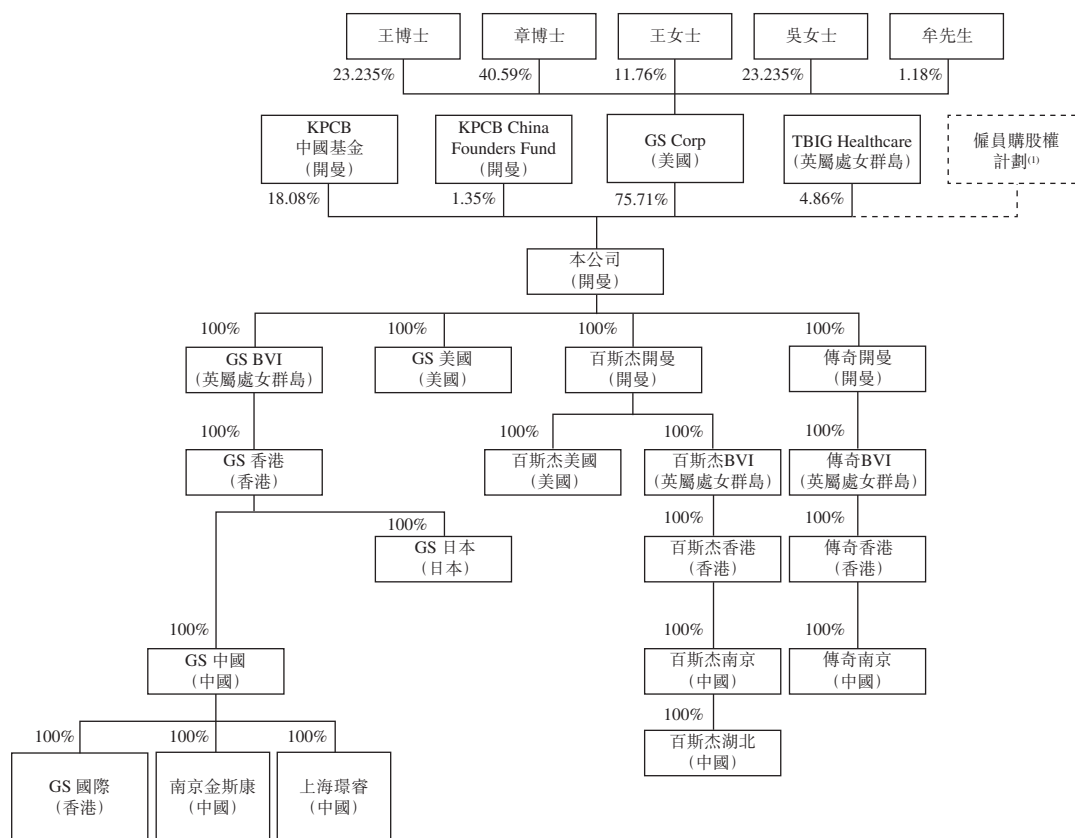 王博士
章博士
王女士
吳女士
牟先生
23.235%
40.59%
11.76%
23.235%
1.18%
KPCB
中國基金
(開曼)
KPCB China
Founders Fund
(開曼)
GS Corp
(美國)
TBIG Healthcare
(英屬處女群島)
僱員購股權
計劃(1)
18.08%
1.35%
75.71%
4.86%
本公司
(開曼)
100%
100%
100%
100%
GS BVI
(英屬處女群島)
GS 美國
(美國)
百斯杰開曼
(開曼)
傳奇開曼
(開曼)
100%
100%
100%
100%
GS 香港
(香港)
百斯杰美國
(美國)
百斯杰BVI
(英屬處女群島)
傳奇BVI
(英屬處女群島)
100%
100%
100%
GS 日本
(日本)
百斯杰香港
(香港)
傳奇香港
(香港)
100%
100%
100%
GS 中國
(中國)
百斯杰南京
(中國)
傳奇南京
(中國)
100%
百斯杰湖北
(中國)
100%
100%
100%
GS 國際
(香港)
南京金斯康
(中國)
上海璟睿
(中國)